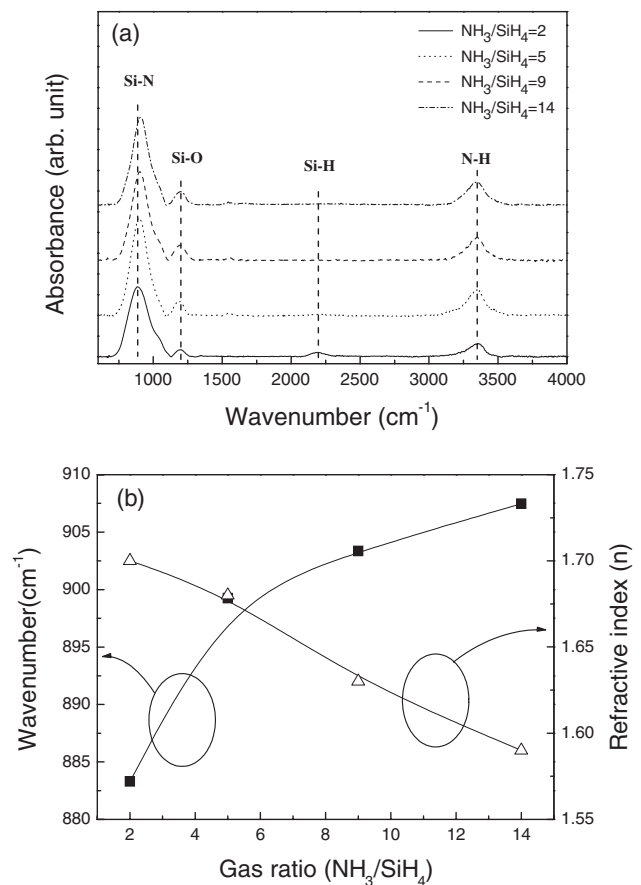 (a)
NH₃/SiH₄=2
NH₃/SiH₄=5
NH₃/SiH₄=9
NH₃/SiH₄=14
Si-N
Si-O
Si-H
N-H
Absorbance (arb. unit)
1000 1500 2000 2500 3000 3500 4000
Wavenumber (cm⁻¹)
(b)
910
905
900
895
890
885
880
Wavenumber(cm⁻¹)
1.75
1.70
1.65
1.60
1.55
Refractive index (n)
2 4 6 8 10 12 14
Gas ratio (NH₃/SiH₄)